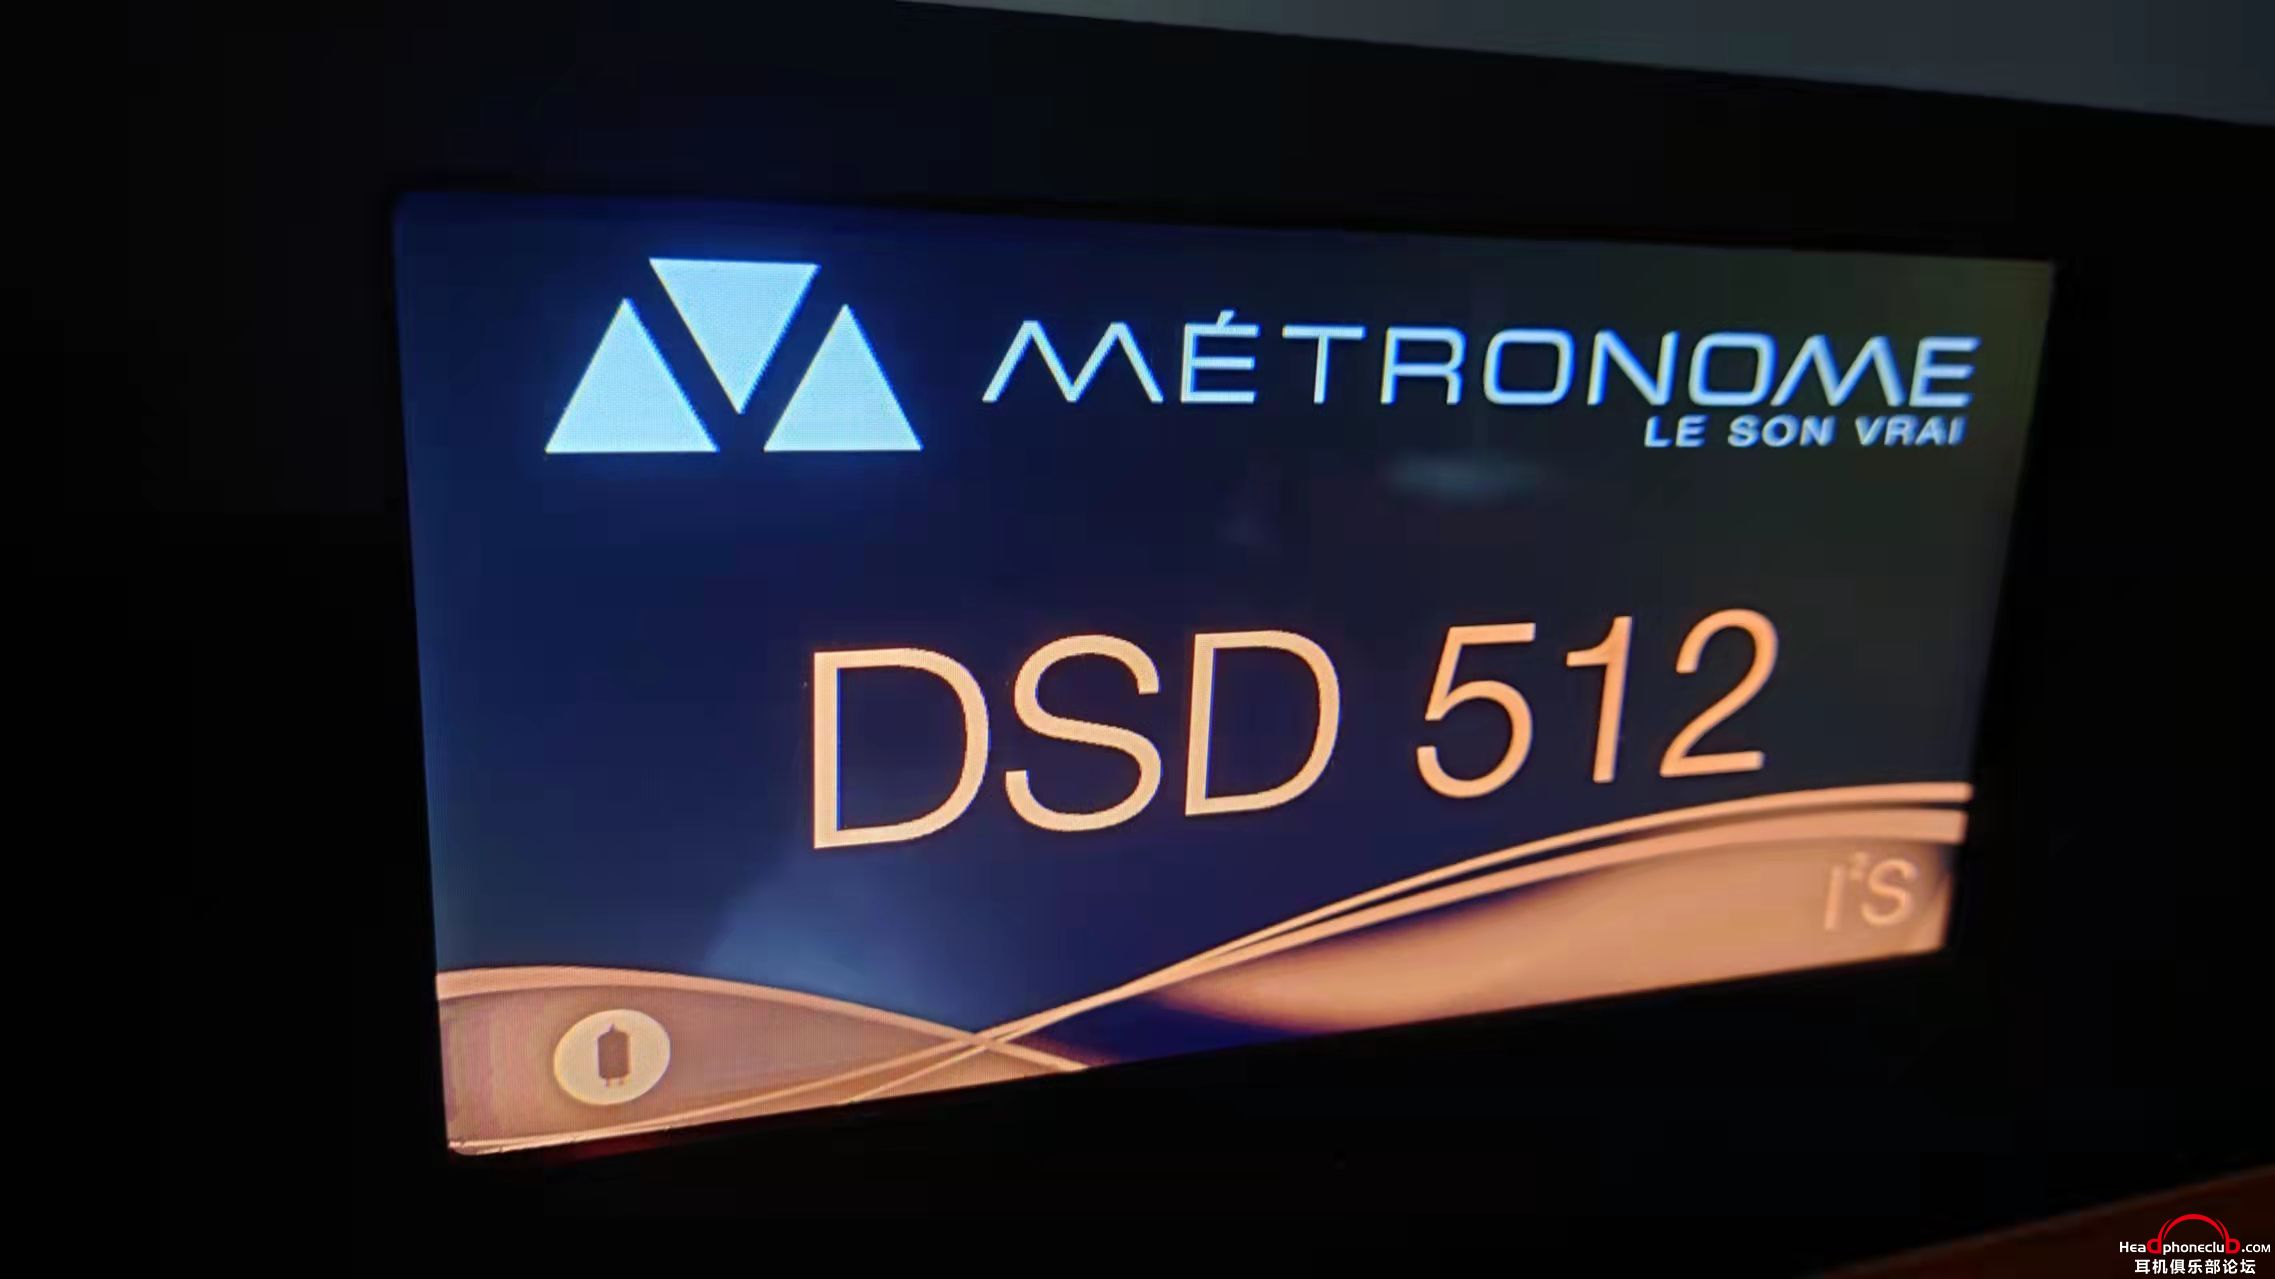 MÉTRONOME
LE SON VRAI
DSD 512
I²S
Headphoneclub.com
耳机俱乐部论坛